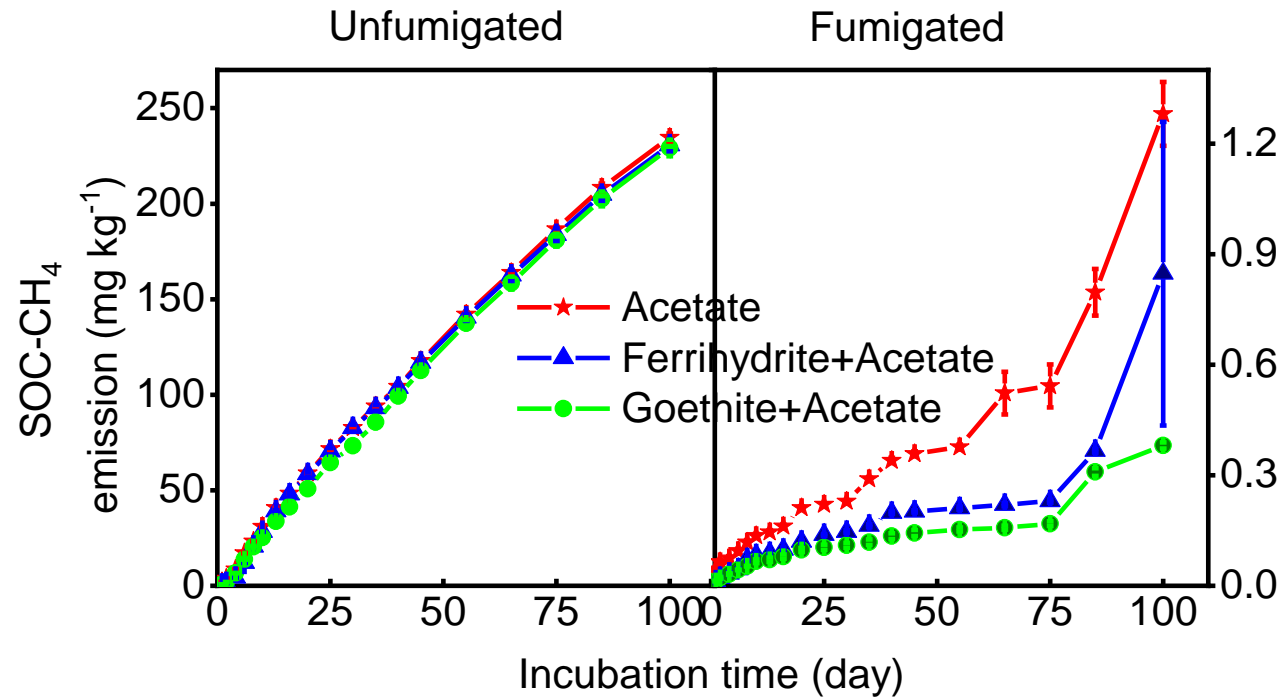 Unfumigated
Fumigated
SOC-CH₄
emission (mg kg⁻¹)
250
200
150
100
50
0
1.2
0.9
0.6
0.3
0.0
Acetate
Ferrihydrite+Acetate
Goethite+Acetate
0 25 50 75 100
0 25 50 75 100
Incubation time (day)